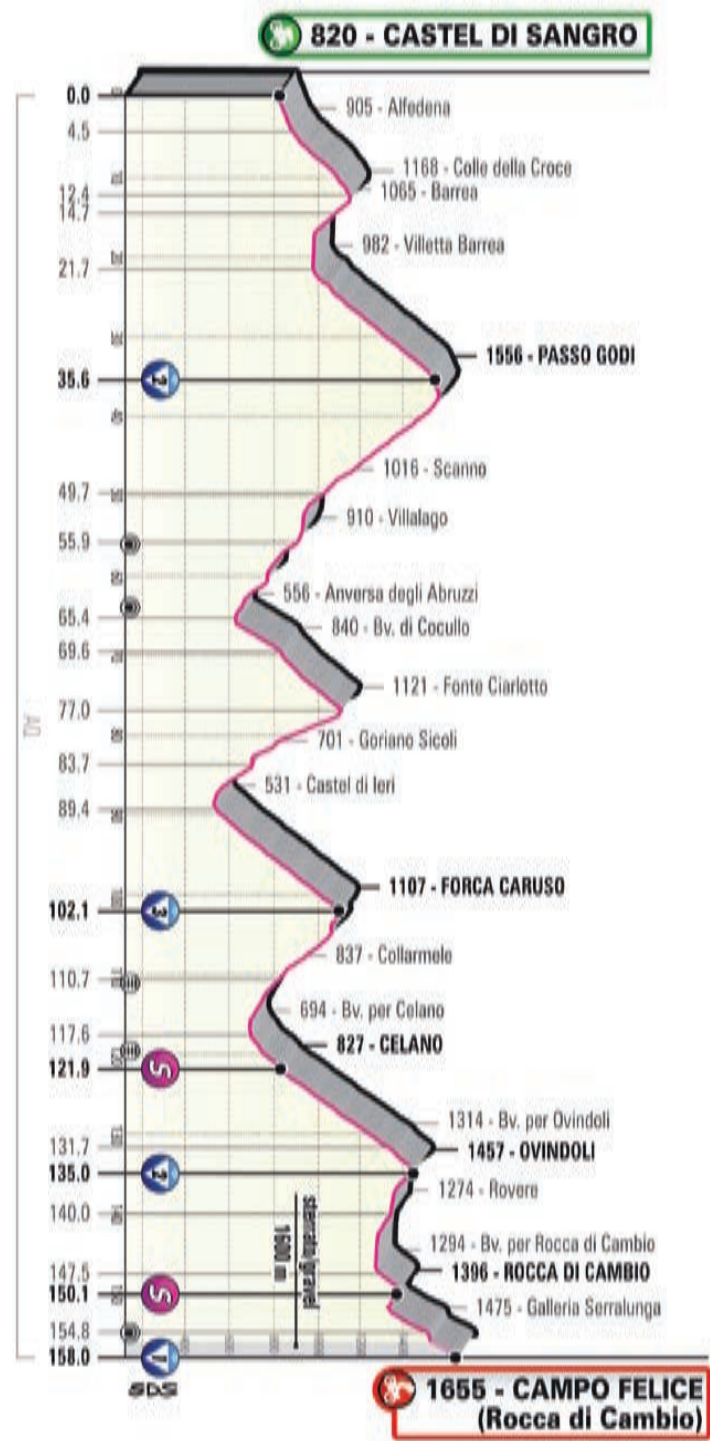 820 - CASTEL DI SANGRO
0.0
905 - Alfedena
4.5
1168 - Colle della Croce
12.4
1065 - Barrea
14.7
982 - Villetta Barrea
21.7
1556 - PASSO GODI
35.6
2
1016 - Scanno
49.7
910 - Villalago
55.9
556 - Anversa degli Abruzzi
65.4
840 - Bv. di Cocullo
69.6
1121 - Fonte Ciarlotto
77.0
701 - Goriano Sicoli
83.7
531 - Castel di Ieri
89.4
1107 - FORCA CARUSO
102.1
3
837 - Collarmele
110.7
694 - Bv. per Celano
117.6
827 - CELANO
121.9
S
1314 - Bv. per Ovindoli
131.7
1457 - OVINDOLI
135.0
2
1274 - Rovere
140.0
1294 - Bv. per Rocca di Cambio
147.5
1396 - ROCCA DI CAMBIO
150.1
S
1475 - Galleria Serralunga
154.8
158.0
1
sterrato/gravel
1600 m
AQ
1655 - CAMPO FELICE
(Rocca di Cambio)